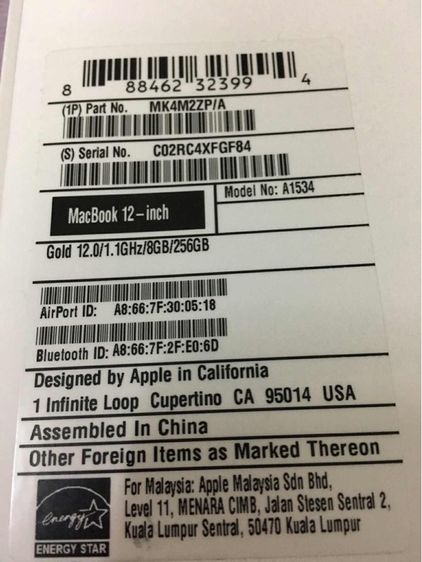 8 88462 32399 4
(1P) Part No. MK4M2ZP/A
(S) Serial No. C02RC4XFGF84
Model No: A1534
MacBook 12-inch
Gold 12.0/1.1GHz/8GB/256GB
AirPort ID: A8:66:7F:30:05:18
Bluetooth ID: A8:66:7F:2F:E0:6D
Designed by Apple in California
1 Infinite Loop Cupertino CA 95014 USA
Assembled In China
Other Foreign Items as Marked Thereon
For Malaysia: Apple Malaysia Sdn Bhd,
Level 11, MENARA CIMB, Jalan Stesen Sentral 2,
Kuala Lumpur Sentral, 50470 Kuala Lumpur
energy
ENERGY STAR